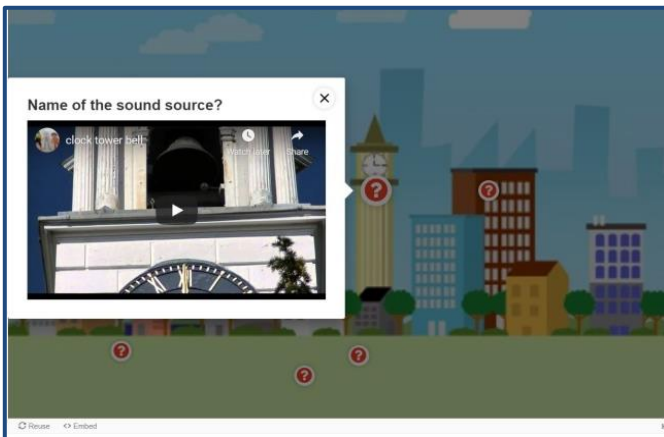 Name of the sound source?
clock tower bell
Watch later
Share
?
?
?
?
?
Reuse
Embed